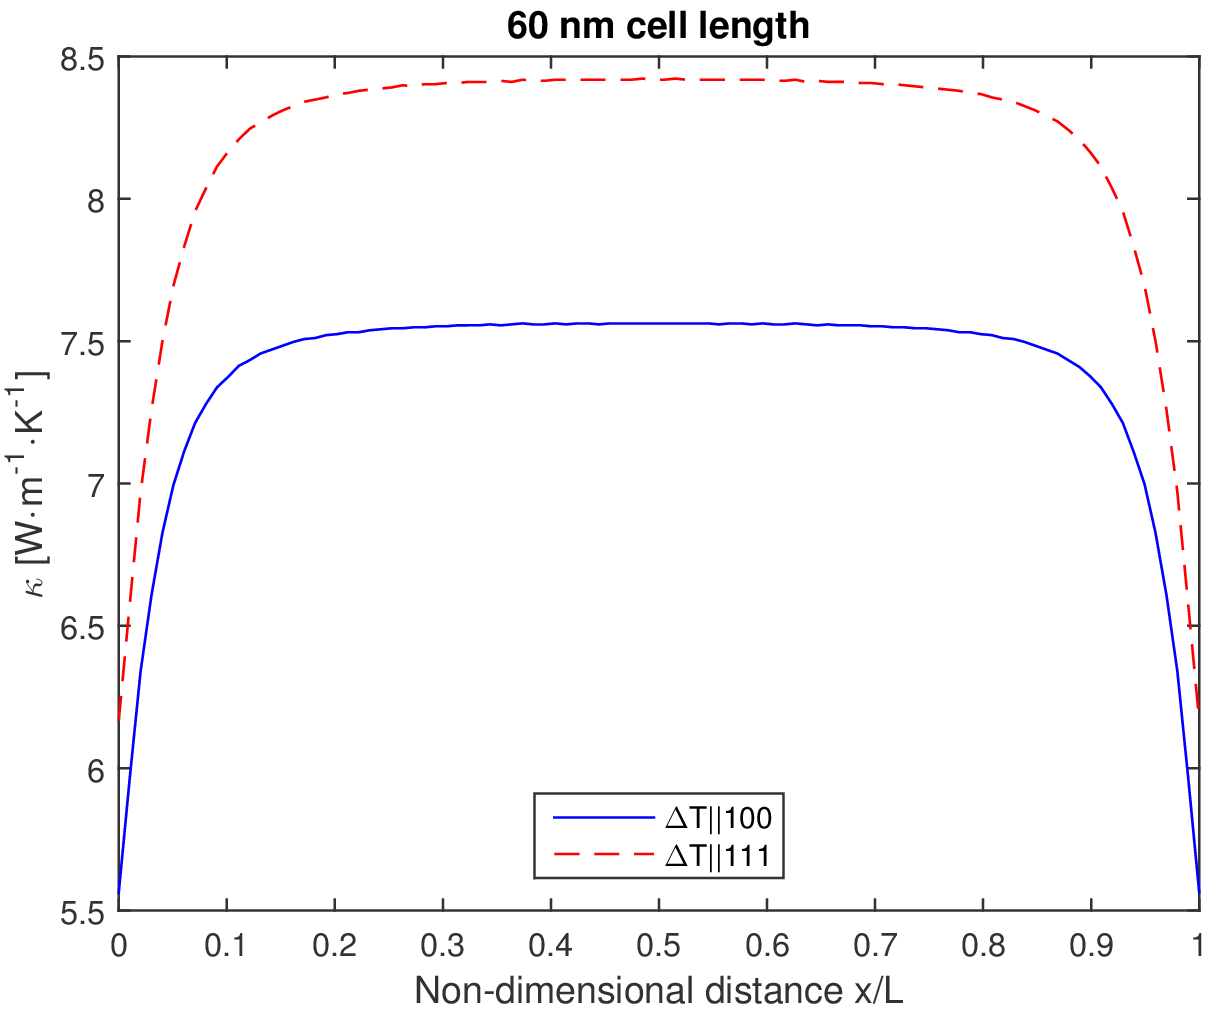 60 nm cell length
8.5
8
7.5
7
6.5
6
5.5
κ [W·m⁻¹·K⁻¹]
ΔT||100
ΔT||111
0 0.1 0.2 0.3 0.4 0.5 0.6 0.7 0.8 0.9 1
Non-dimensional distance x/L